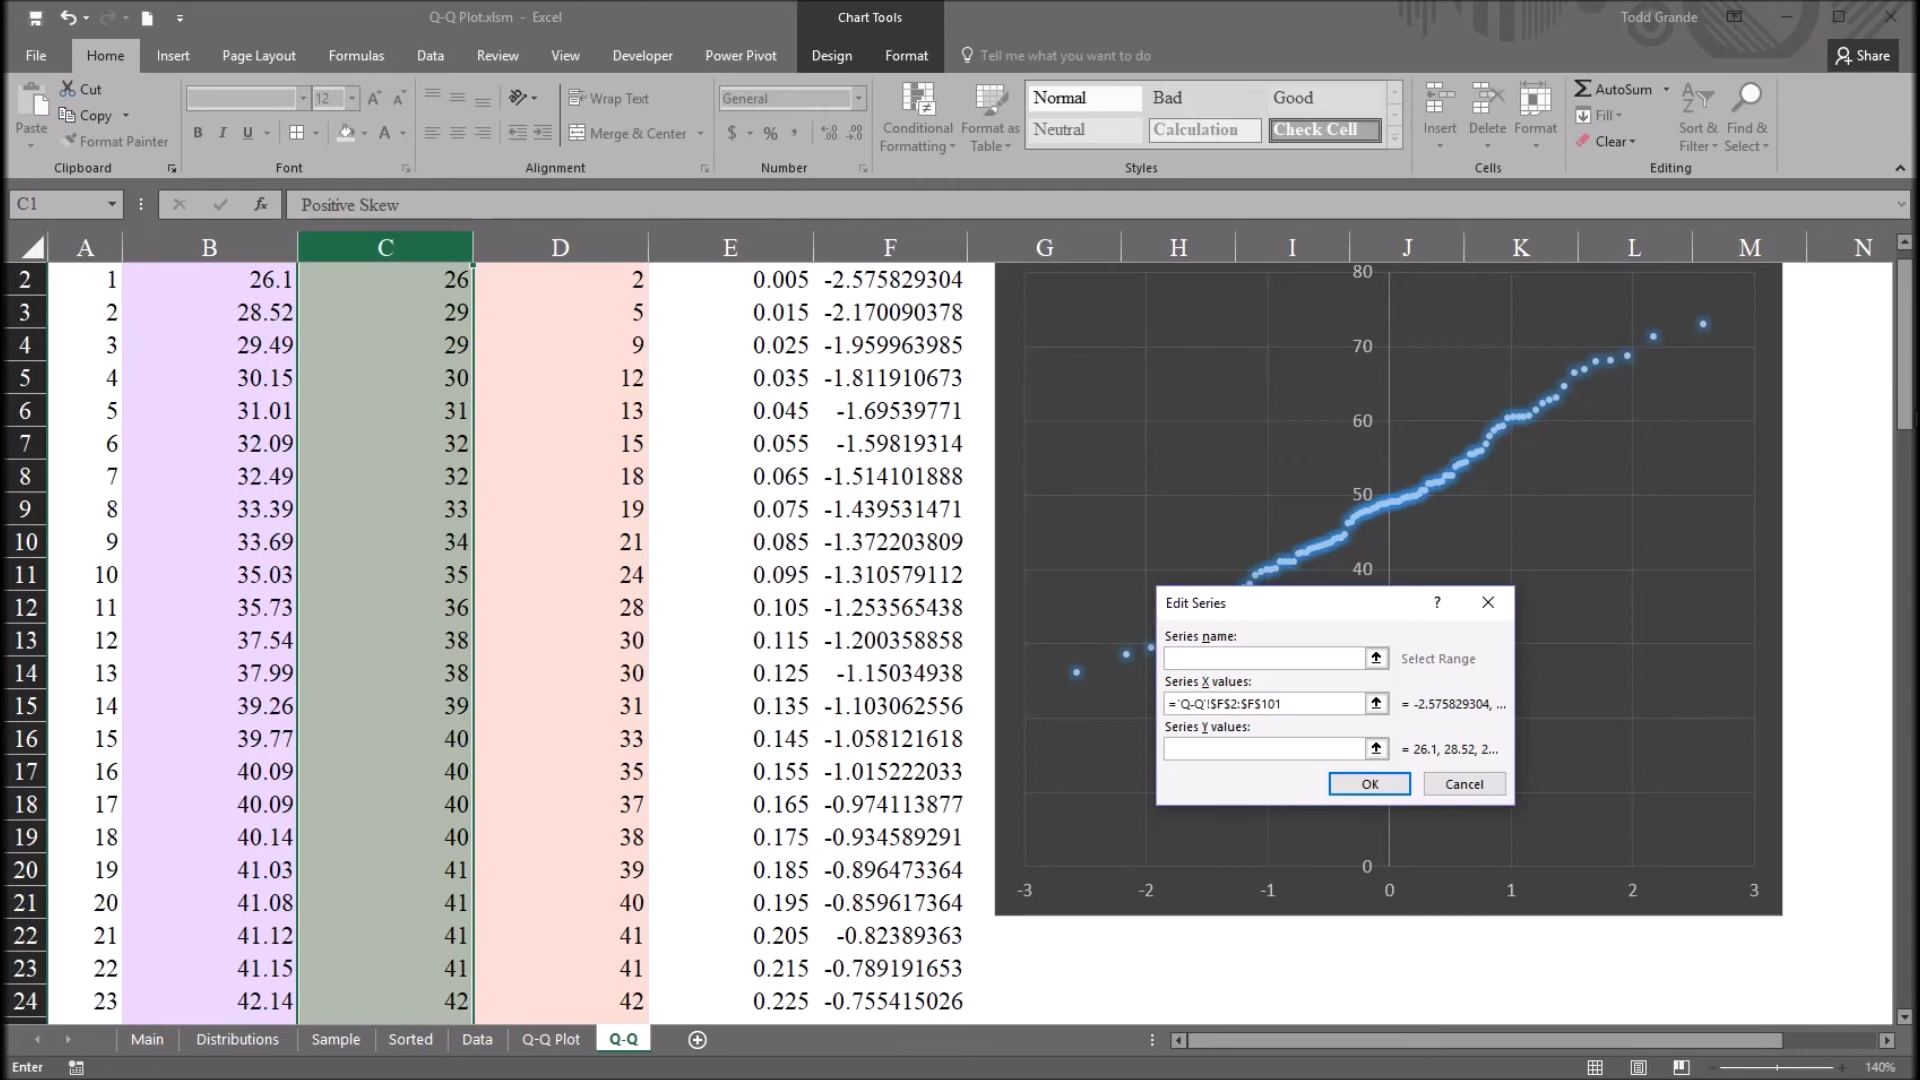 Q-Q Plot.xlsm - Excel
Chart Tools
Todd Grande
File Home Insert Page Layout Formulas Data Review View Developer Power Pivot Design Format Tell me what you want to do Share
Paste
Cut
Copy
Format Painter
Clipboard
12 A A
B I U A
Font
Wrap Text
Merge & Center
Alignment
General
$ % ,
Number
Conditional Formatting
Format as Table
Normal Bad Good
Neutral Calculation Check Cell
Styles
Insert Delete Format
Cells
AutoSum
Fill
Clear
Sort & Filter
Find & Select
Editing
C1 fx Positive Skew
A B C D E F G H I J K L M N
2 1 26.1 26 2 0.005 -2.575829304
3 2 28.52 29 5 0.015 -2.170090378
4 3 29.49 29 9 0.025 -1.959963985
5 4 30.15 30 12 0.035 -1.811910673
6 5 31.01 31 13 0.045 -1.69539771
7 6 32.09 32 15 0.055 -1.59819314
8 7 32.49 32 18 0.065 -1.514101888
9 8 33.39 33 19 0.075 -1.439531471
10 9 33.69 34 21 0.085 -1.372203809
11 10 35.03 35 24 0.095 -1.310579112
12 11 35.73 36 28 0.105 -1.253565438
13 12 37.54 38 30 0.115 -1.200358858
14 13 37.99 38 30 0.125 -1.15034938
15 14 39.26 39 31 0.135 -1.103062556
16 15 39.77 40 33 0.145 -1.058121618
17 16 40.09 40 35 0.155 -1.015222033
18 17 40.09 40 37 0.165 -0.974113877
19 18 40.14 40 38 0.175 -0.934589291
20 19 41.03 41 39 0.185 -0.896473364
21 20 41.08 41 40 0.195 -0.859617364
22 21 41.12 41 41 0.205 -0.82389363
23 22 41.15 41 41 0.215 -0.789191653
24 23 42.14 42 42 0.225 -0.755415026
80
70
60
50
40
0
-3 -2 -1 0 1 2 3
Edit Series ?
Series name:
Select Range
Series X values:
='Q-Q'!$F$2:$F$101 = -2.575829304, ...
Series Y values:
= 26.1, 28.52, 2...
OK Cancel
Main Distributions Sample Sorted Data Q-Q Plot Q-Q
Enter 140%